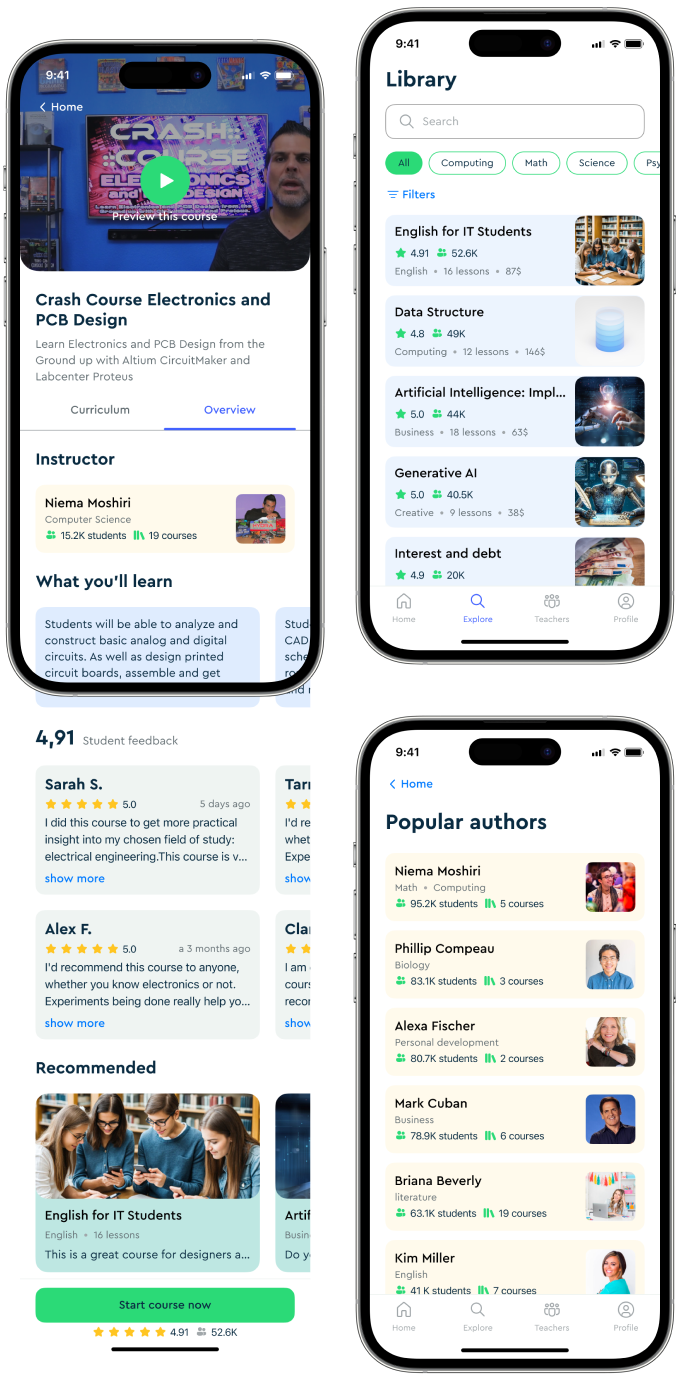 9:41
Home
CRASH
COURSE
ELECTRONICS
and PCB DESIGN
Preview this course
Crash Course Electronics and
PCB Design
Learn Electronics and PCB Design from the
Ground up with Altium CircuitMaker and
Labcenter Proteus
Curriculum
Overview
Instructor
Niema Moshiri
Computer Science
15.2K students 19 courses
What you'll learn
Students will be able to analyze and
construct basic analog and digital
circuits. As well as design printed
circuit boards, assemble and get
Stud
CAD
sche
and r
4,91 Student feedback
Sarah S.
5.0 5 days ago
I did this course to get more practical
insight into my chosen field of study:
electrical engineering.This course is v...
show more
Tarr
I'd re
whet
Expe
show
Alex F.
5.0 a 3 months ago
I'd recommend this course to anyone,
whether you know electronics or not.
Experiments being done really help yo...
show more
Clar
I am
cours
recor
show
Recommended
English for IT Students
English • 16 lessons
This is a great course for designers a...
Artif
Busin
Do y
Start course now
4.91 52.6K
9:41
Library
Search
All
Computing
Math
Science
Psy
Filters
English for IT Students
4.91 52.6K
English • 16 lessons • 87$
Data Structure
4.8 49K
Computing • 12 lessons • 146$
Artificial Intelligence: Impl...
5.0 44K
Business • 18 lessons • 63$
Generative AI
5.0 40.5K
Creative • 9 lessons • 38$
Interest and debt
4.9 20K
Home
Explore
Teachers
Profile
9:41
Home
Popular authors
Niema Moshiri
Math • Computing
95.2K students 5 courses
Phillip Compeau
Biology
83.1K students 3 courses
Alexa Fischer
Personal development
80.7K students 2 courses
Mark Cuban
Business
78.9K students 6 courses
Briana Beverly
literature
63.1K students 19 courses
Kim Miller
English
41 K students 7 courses
Home
Explore
Teachers
Profile